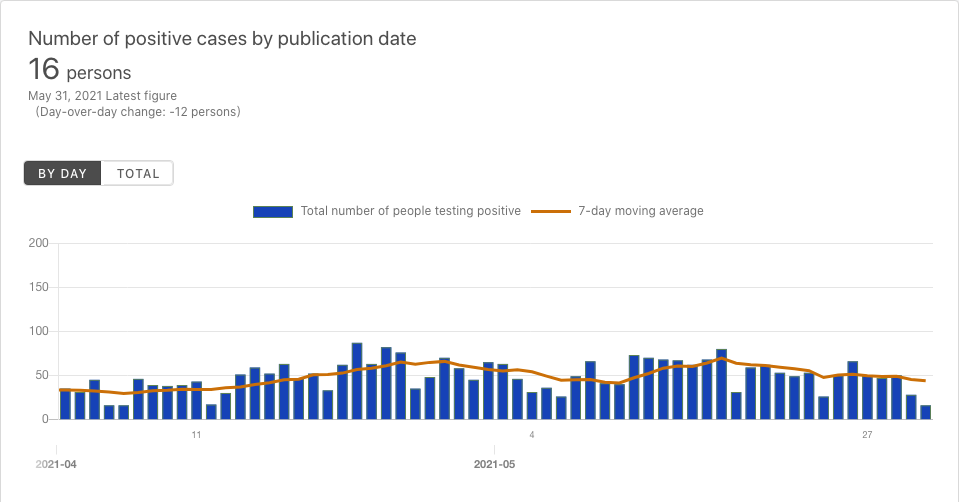 Number of positive cases by publication date
16 persons
May 31, 2021 Latest figure
(Day-over-day change: -12 persons)
BY DAY TOTAL
Total number of people testing positive 7-day moving average
200
150
100
50
0
11 4 27
2021-04 2021-05